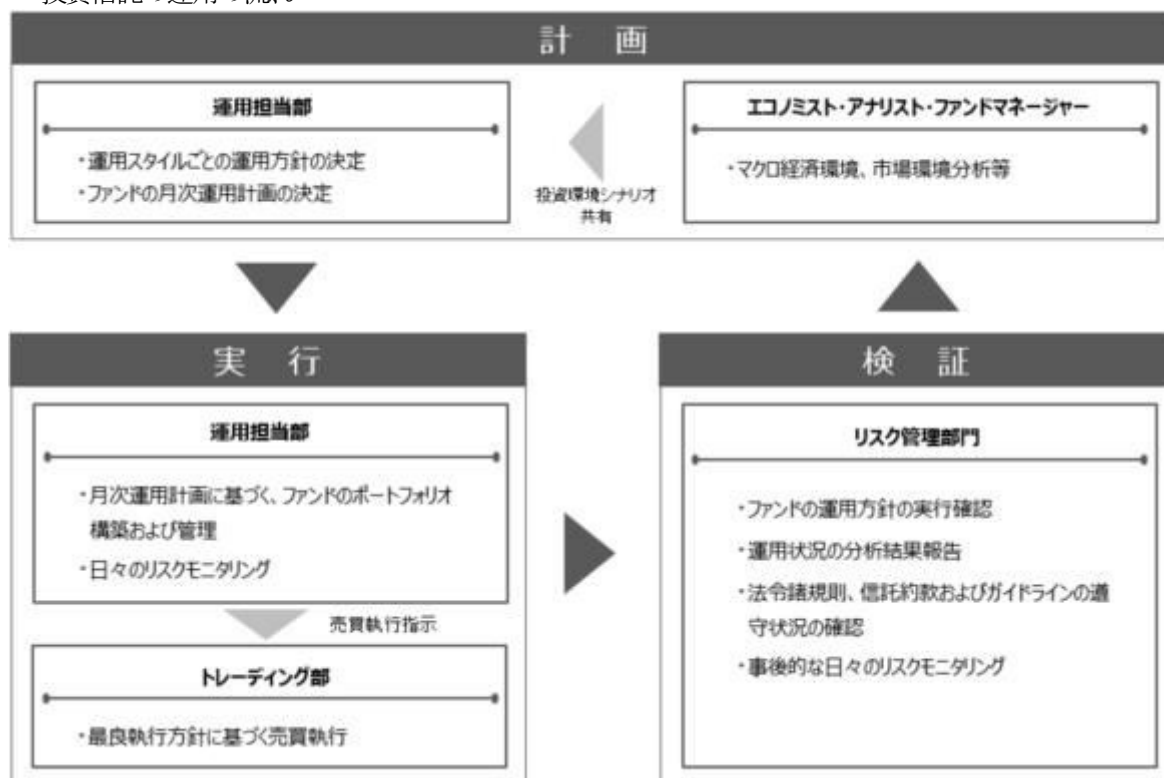 計 画
運用担当部
・運用スタイルごとの運用方針の決定
・ファンドの月次運用計画の決定
投資環境シナリオ
共有
エコノミスト・アナリスト・ファンドマネージャー
・マクロ経済環境、市場環境分析等
実 行
運用担当部
・月次運用計画に基づく、ファンドのポートフォリオ
構築および管理
・日々のリスクモニタリング
売買執行指示
トレーディング部
・最良執行方針に基づく売買執行
検 証
リスク管理部門
・ファンドの運用方針の実行確認
・運用状況の分析結果報告
・法令諸規則、信託約款およびガイドラインの遵
守状況の確認
・事後的な日々のリスクモニタリング